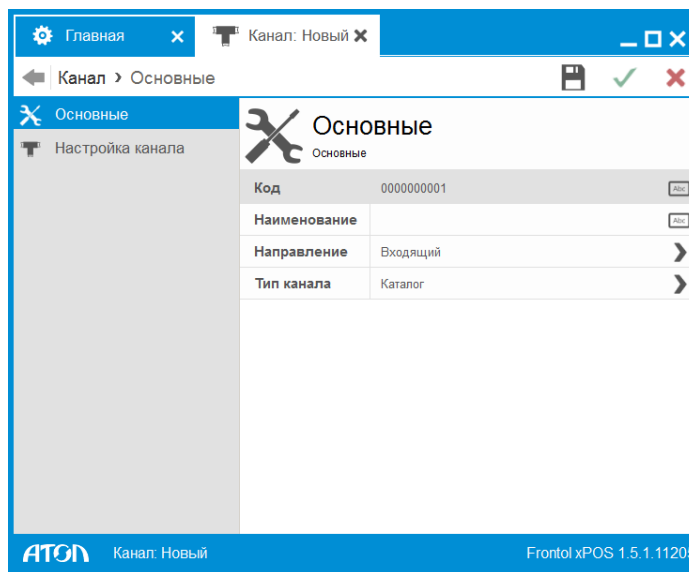 Главная
Канал: Новый
Канал › Основные
Основные
Настройка канала
Основные
Основные
Код 0000000001 Abc
Наименование Abc
Направление Входящий
Тип канала Каталог
АТОЛ Канал: Новый Frontol xPOS 1.5.1.11205